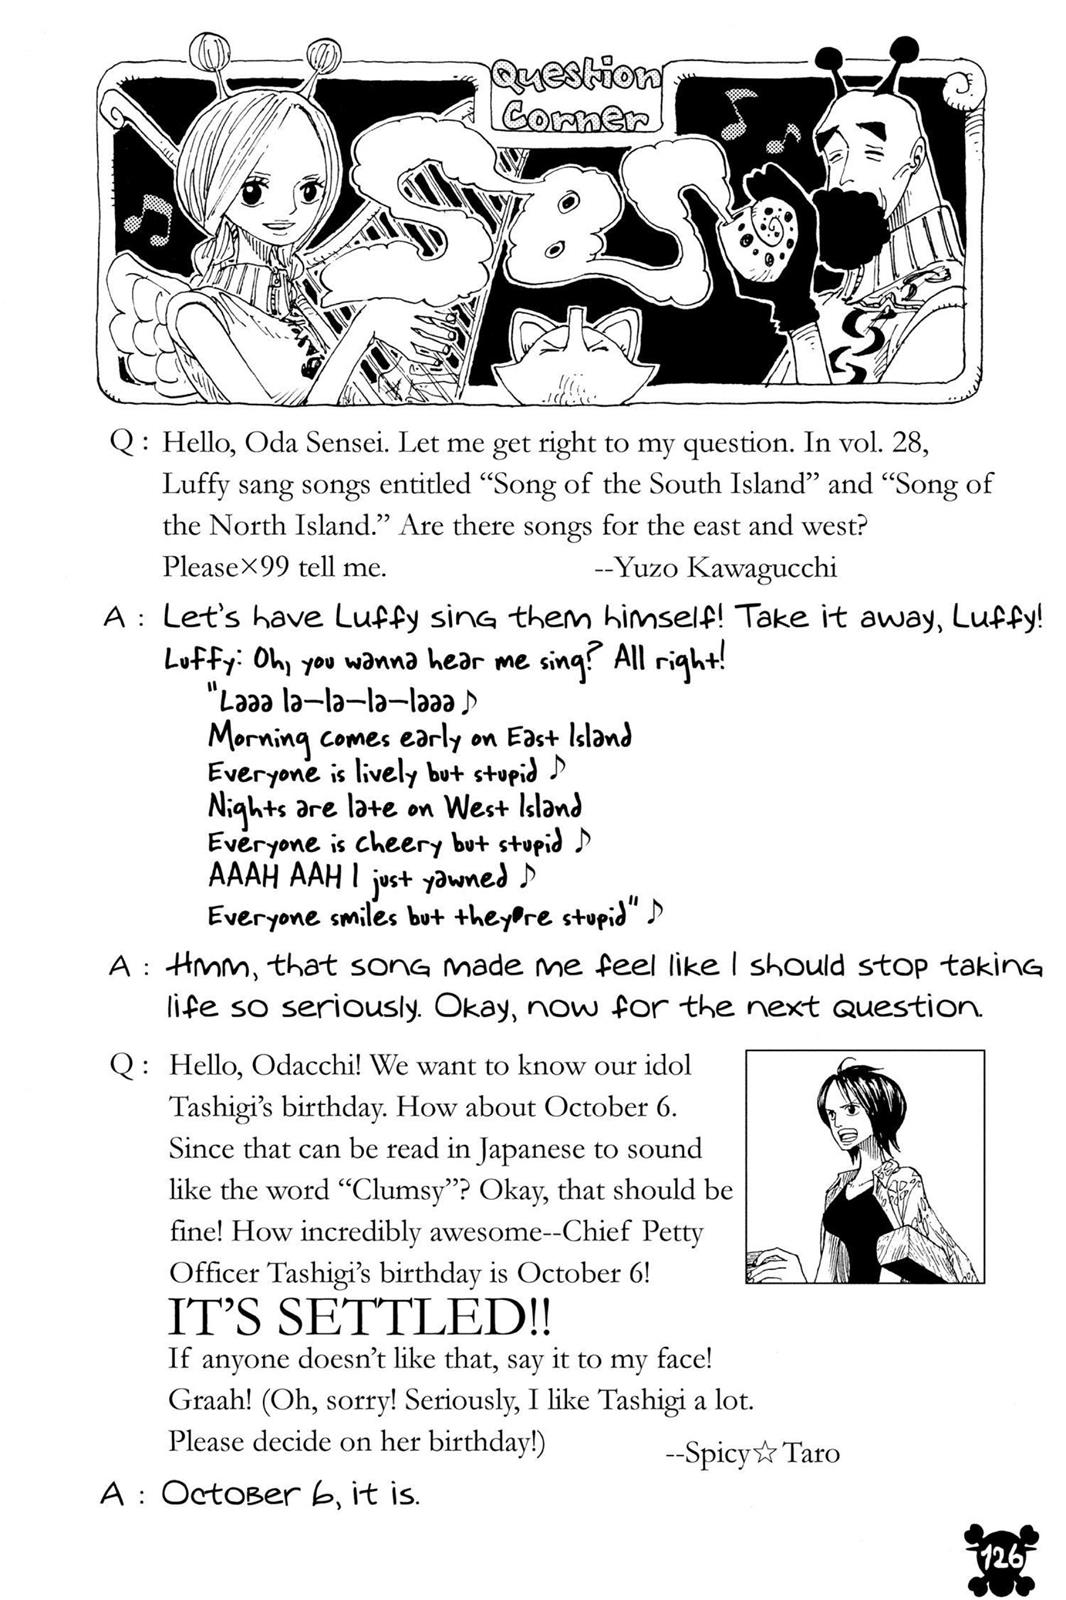 Question
Corner
SBS
Q: Hello, Oda Sensei. Let me get right to my question. In vol. 28,
Luffy sang songs entitled “Song of the South Island” and “Song of
the North Island.” Are there songs for the east and west?
Please×99 tell me. --Yuzo Kawagucchi
A: Let's have Luffy sing them himself! Take it away, Luffy!
Luffy: Oh, you wanna hear me sing? All right!
"Laaa la—la—la—laaa♪
Morning comes early on East Island
Everyone is lively but stupid ♪
Nights are late on West Island
Everyone is cheery but stupid ♪
AAAH AAH I just yawned ♪
Everyone smiles but they're stupid" ♪
A: Hmm, that song made me feel like I should stop taking
life so seriously. Okay, now for the next question.
Q: Hello, Odacchi! We want to know our idol
Tashigi’s birthday. How about October 6.
Since that can be read in Japanese to sound
like the word “Clumsy”? Okay, that should be
fine! How incredibly awesome--Chief Petty
Officer Tashigi’s birthday is October 6!
IT’S SETTLED!!
If anyone doesn’t like that, say it to my face!
Graah! (Oh, sorry! Seriously, I like Tashigi a lot.
Please decide on her birthday!)
--Spicy☆Taro
A: October 6, it is.
126